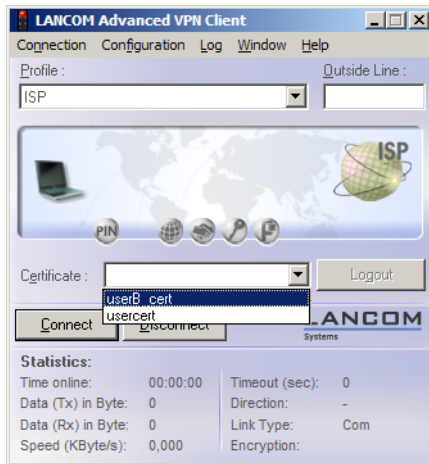 LANCOM Advanced VPN Client
Connection Configuration Log Window Help
Profile : Outside Line :
ISP
ISP
PIN
Certificate : Logout
userB_cert
usercert
Connect Disconnect LANCOM
Systems
Statistics:
Time online: 00:00:00 Timeout (sec): 0
Data (Tx) in Byte: 0 Direction: -
Data (Rx) in Byte: 0 Link Type: Com
Speed (KByte/s): 0,000 Encryption: